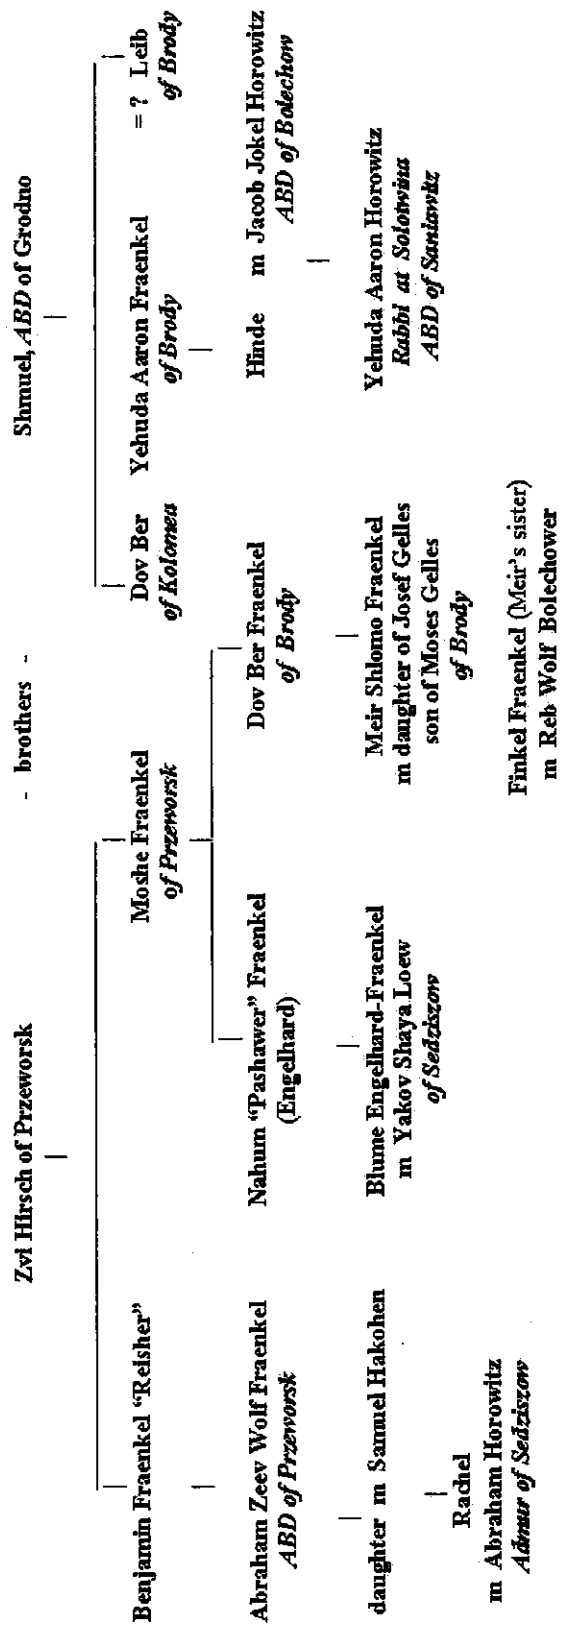 Zvi Hirsch of Przeworsk - brothers - Shmuel, ABD of Grodno
Benjamin Fraenkel “Reisher” Moshe Fraenkel Dov Ber Yehuda Aaron Fraenkel = ? Leib
of Przeworsk of Kolomea of Brody of Brody
Abraham Zeev Wolf Fraenkel Nahum “Pashawer” Fraenkel Dov Ber Fraenkel Hinde m Jacob Jokel Horowitz
ABD of Przeworsk (Engelhard) of Brody ABD of Bolechow
daughter m Samuel Hakohen Blume Engelhard-Fraenkel Meir Shlomo Fraenkel Yehuda Aaron Horowitz
m Yakov Shaya Loew m daughter of Josef Gelles Rabbi at Solotwina
of Sedziszow son of Moses Gelles ABD of Saniawitz
Rachel of Brody
m Abraham Horowitz
Admur of Sedziszow
Finkel Fraenkel (Meir’s sister)
m Reb Wolf Bolechower